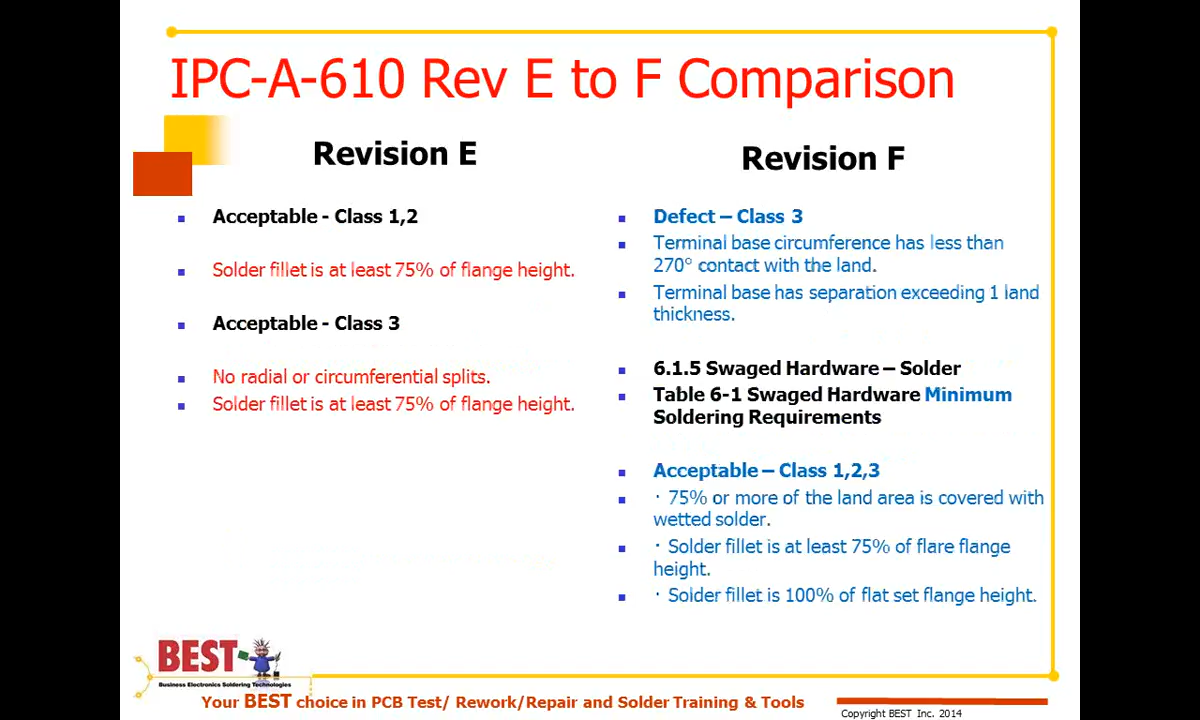 IPC-A-610 Rev E to F Comparison
Revision E
Acceptable - Class 1,2
Solder fillet is at least 75% of flange height.
Acceptable - Class 3
No radial or circumferential splits.
Solder fillet is at least 75% of flange height.
Revision F
Defect – Class 3
Terminal base circumference has less than
270° contact with the land.
Terminal base has separation exceeding 1 land
thickness.
6.1.5 Swaged Hardware – Solder
Table 6-1 Swaged Hardware Minimum
Soldering Requirements
Acceptable – Class 1,2,3
· 75% or more of the land area is covered with
wetted solder.
· Solder fillet is at least 75% of flare flange
height.
· Solder fillet is 100% of flat set flange height.
BEST
Business Electronics Soldering Technologies
Your BEST choice in PCB Test/ Rework/Repair and Solder Training & Tools
Copyright BEST Inc. 2014